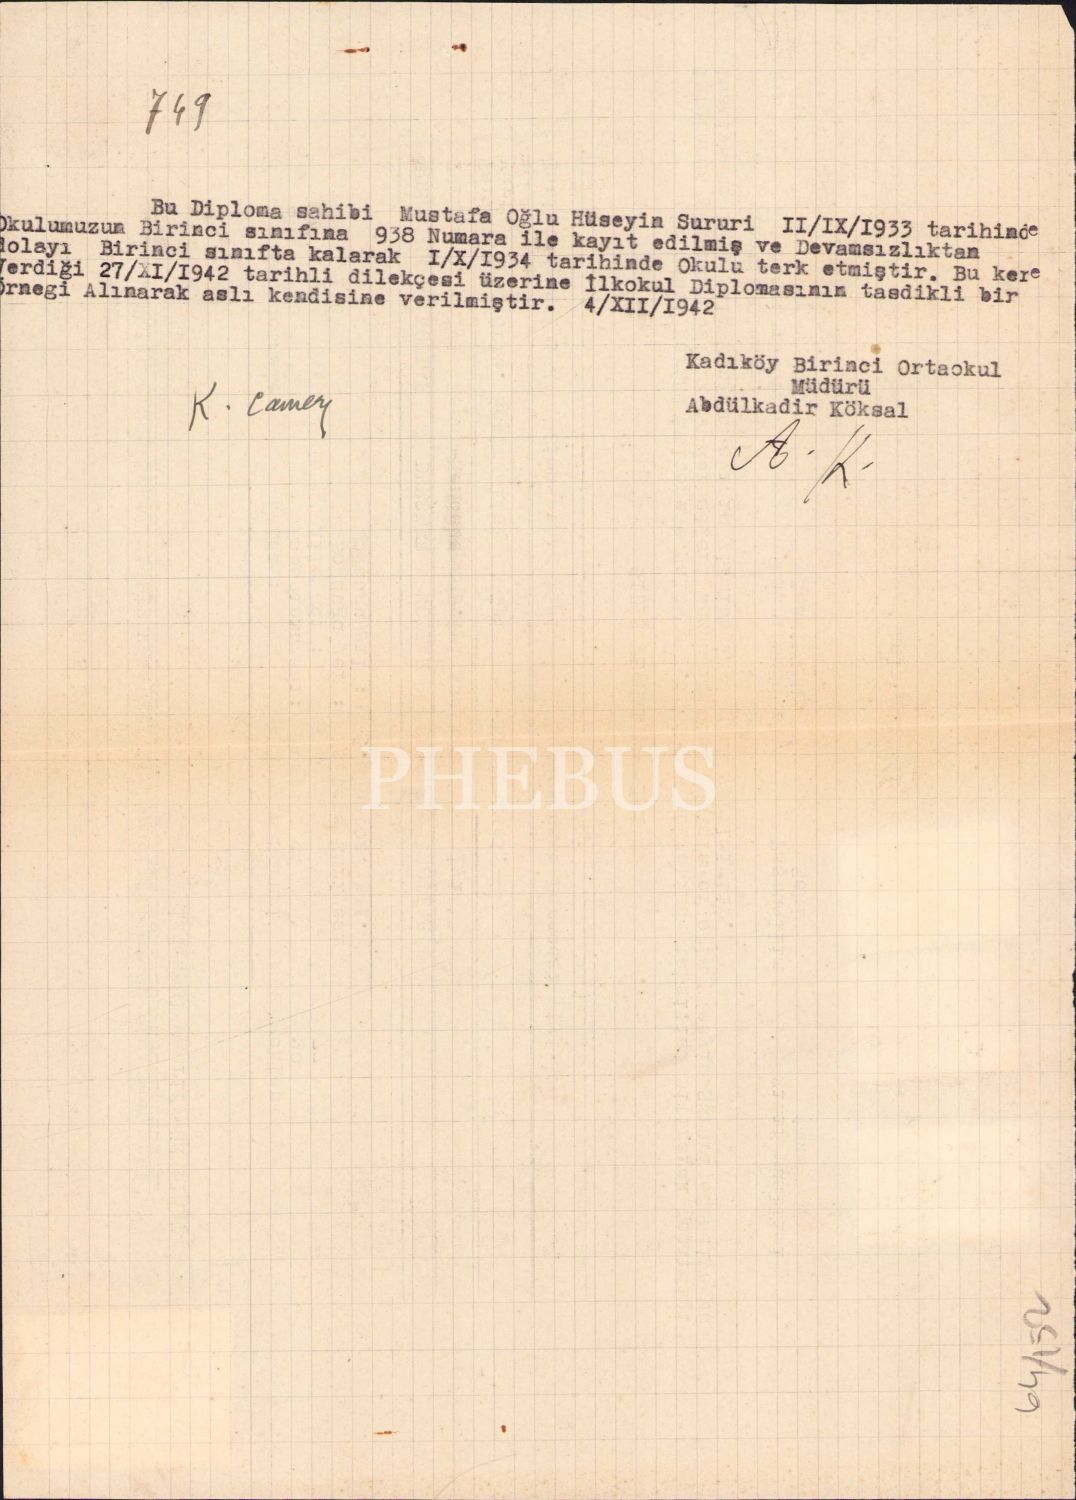 749
Bu Diploma sahibi Mustafa Oğlu Hüseyin Sururi II/IX/I933 tarihinde
Okulumuzun Birinci sınıfına 938 Numara ile kayıt edilmiş ve Devamsızlıktan
dolayı Birinci sınıfta kalarak I/X/I934 tarihinde Okulu terk etmiştir. Bu kere
Verdiği 27/XI/I942 tarihli dilekçesi üzerine İlkokul Diplomasının tasdikli bir
örnegi Alınarak aslı kendisine verilmiştir. 4/XII/I942
Kadıköy Birinci Ortaokul
Müdürü
Abdülkadir Köksal
K. Camery
A. K.
PHEBUS